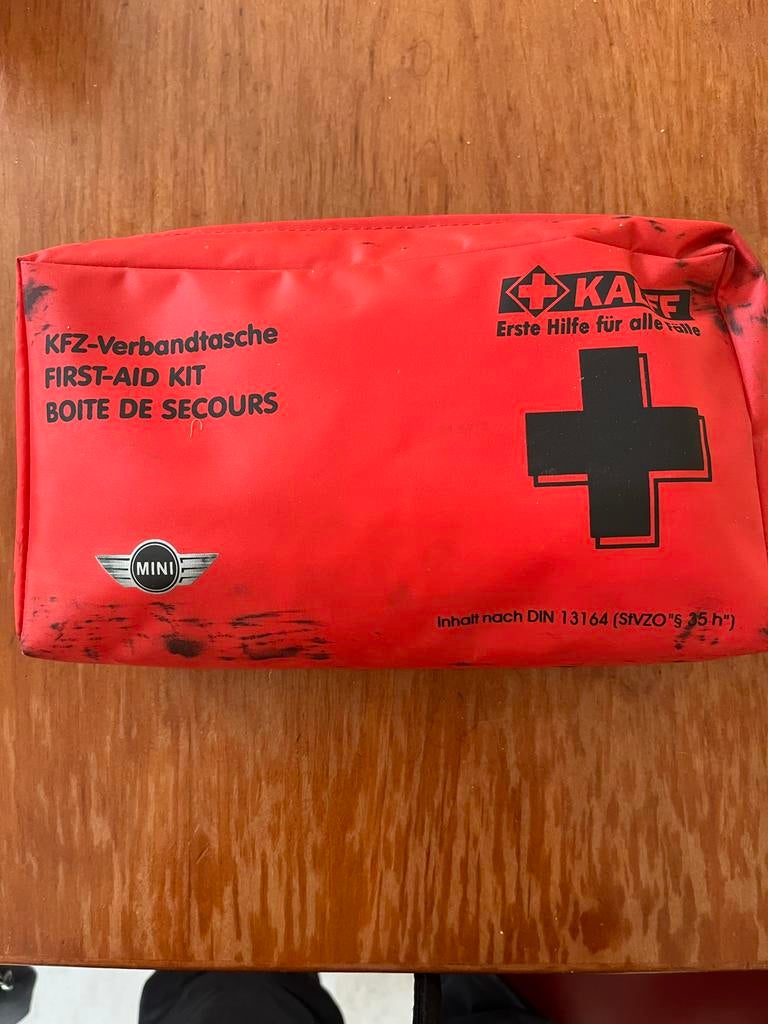 KFZ-Verbandtasche
FIRST-AID KIT
BOITE DE SECOURS
Erste Hilfe für alle Fälle
MINI
Inhalt nach DIN 13164 (StVZO "§ 35 h")